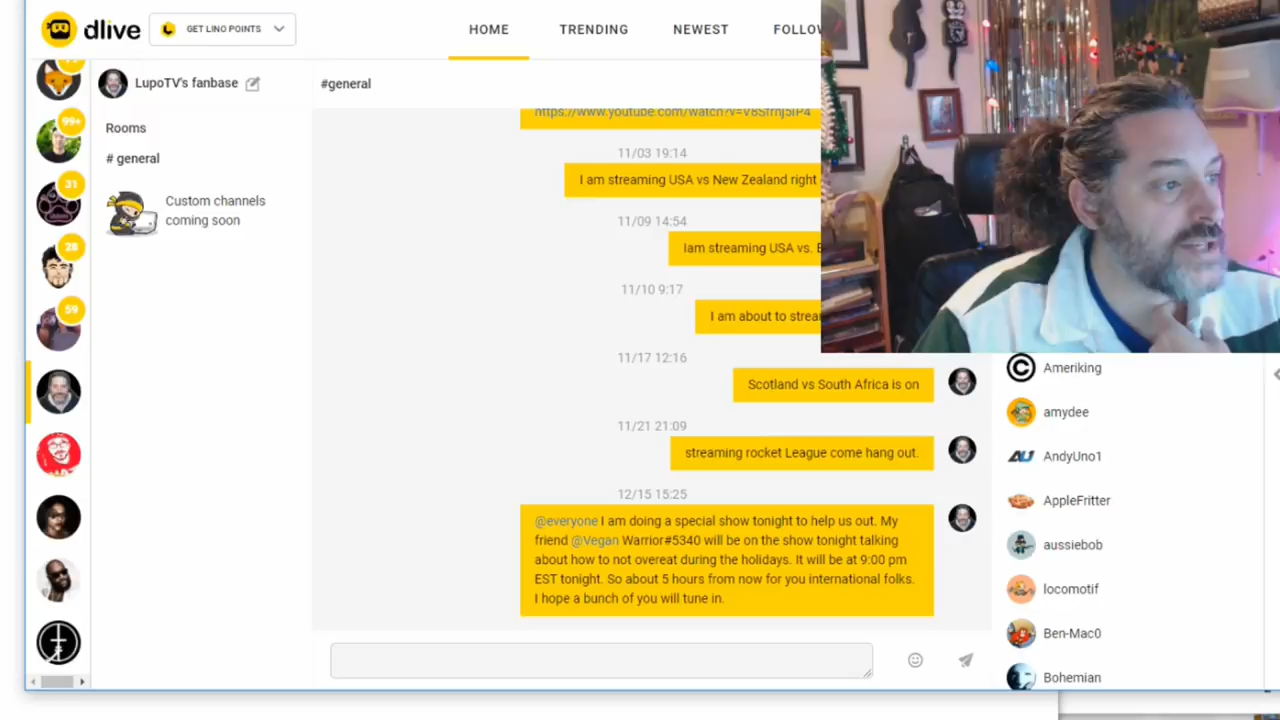 dlive
GET LINO POINTS
HOME
TRENDING
NEWEST
99+
31
28
59
LupoTV's fanbase
Rooms
# general
Custom channels
coming soon
#general
11/03 19:14
I am streaming USA vs New Zealand right
11/09 14:54
Iam streaming USA vs.
11/10 9:17
I am about to
11/17 12:16
Scotland vs South Africa is on
11/21 21:09
streaming rocket League come hang out.
12/15 15:25
@everyone I am doing a special show tonight to help us out. My
friend @Vegan Warrior#5340 will be on the show tonight talking
about how to not overeat during the holidays. It will be at 9:00 pm
EST tonight. So about 5 hours from now for you international folks.
I hope a bunch of you will tune in.
Ameriking
amydee
AndyUno1
AppleFritter
aussiebob
locomotif
Ben-Mac0
Bohemian